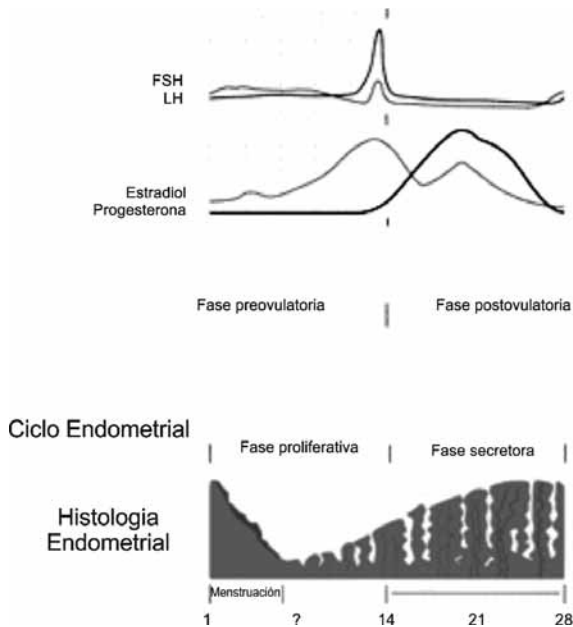 FSH
LH
Estradiol
Progesterona
Fase preovulatoria
Fase postovulatoria
Ciclo Endometrial
Fase proliferativa
Fase secretora
Histologia
Endometrial
Menstruación
1 ? 14 21 28